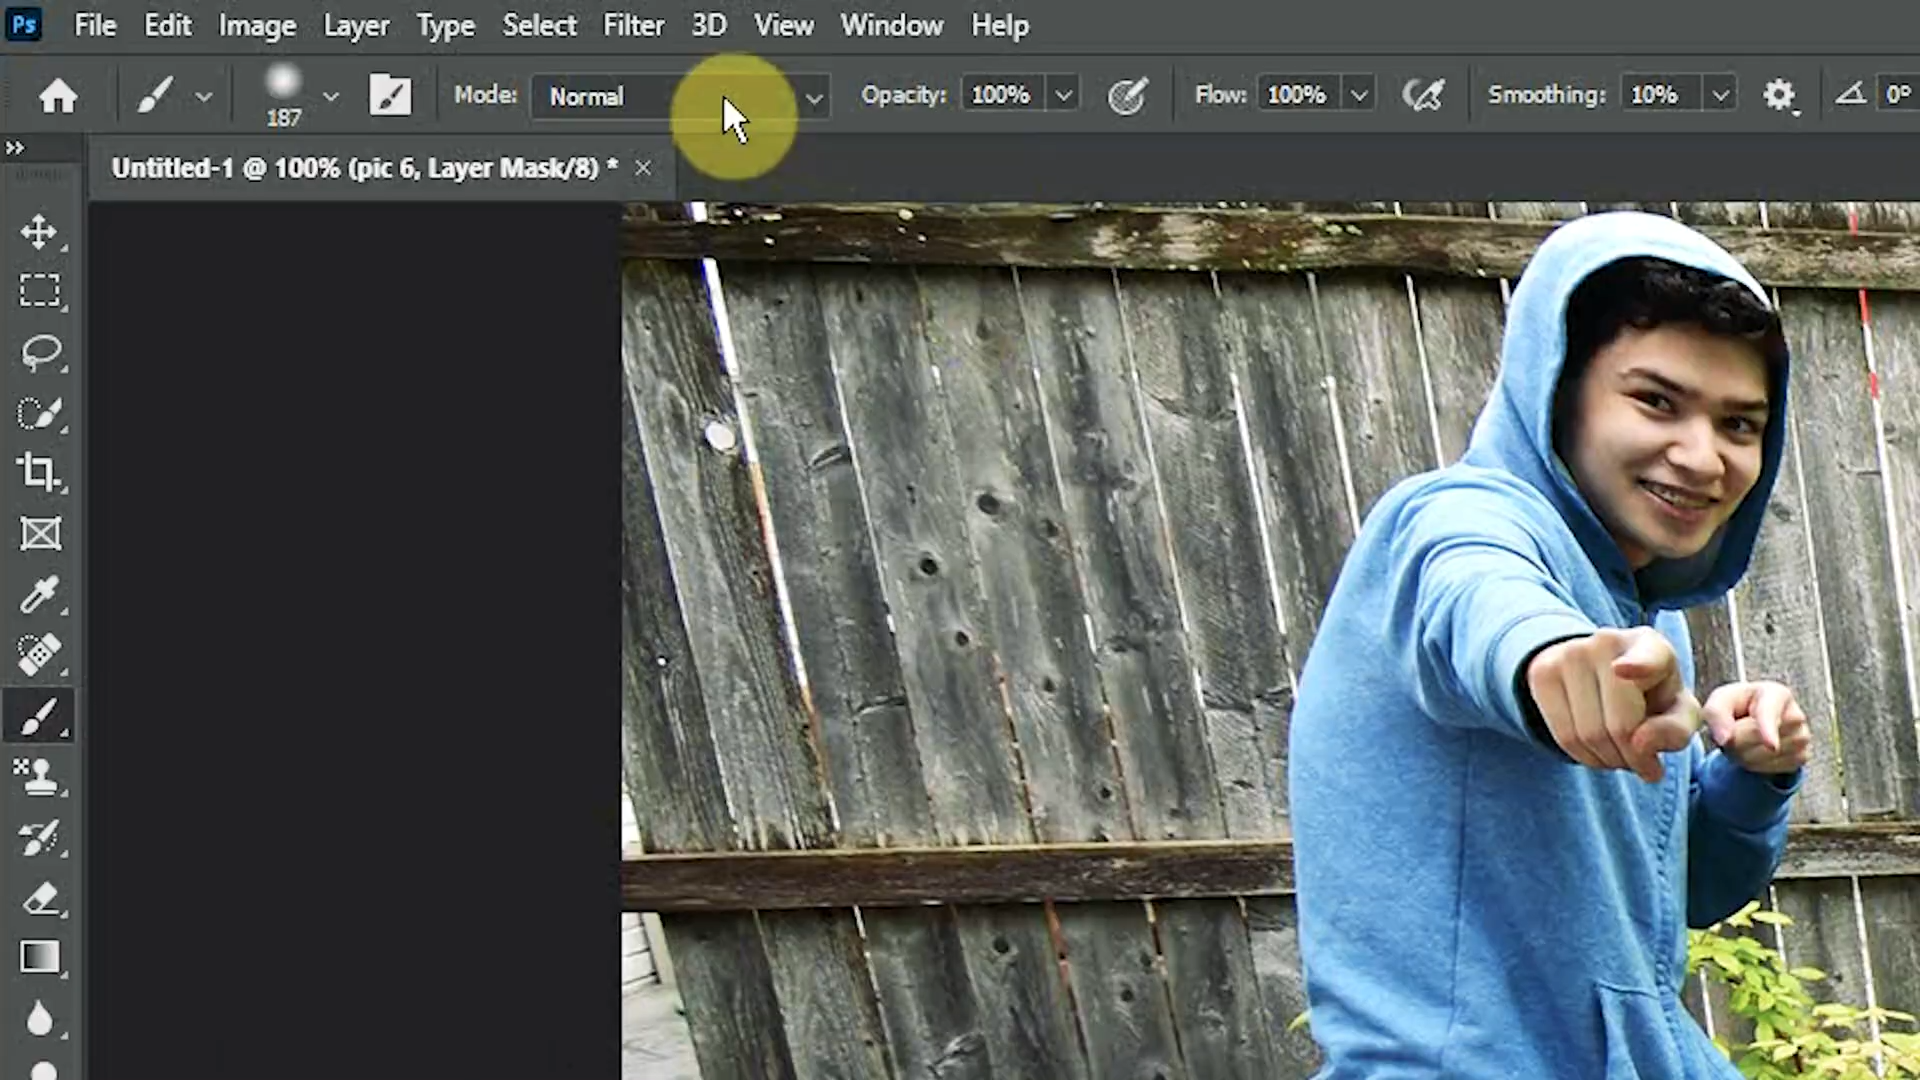 Ps File Edit Image Layer Type Select Filter 3D View Window Help
187 Mode: Normal Opacity: 100% Flow: 100% Smoothing: 10% 0°
Untitled-1 @ 100% (pic 6, Layer Mask/8) *